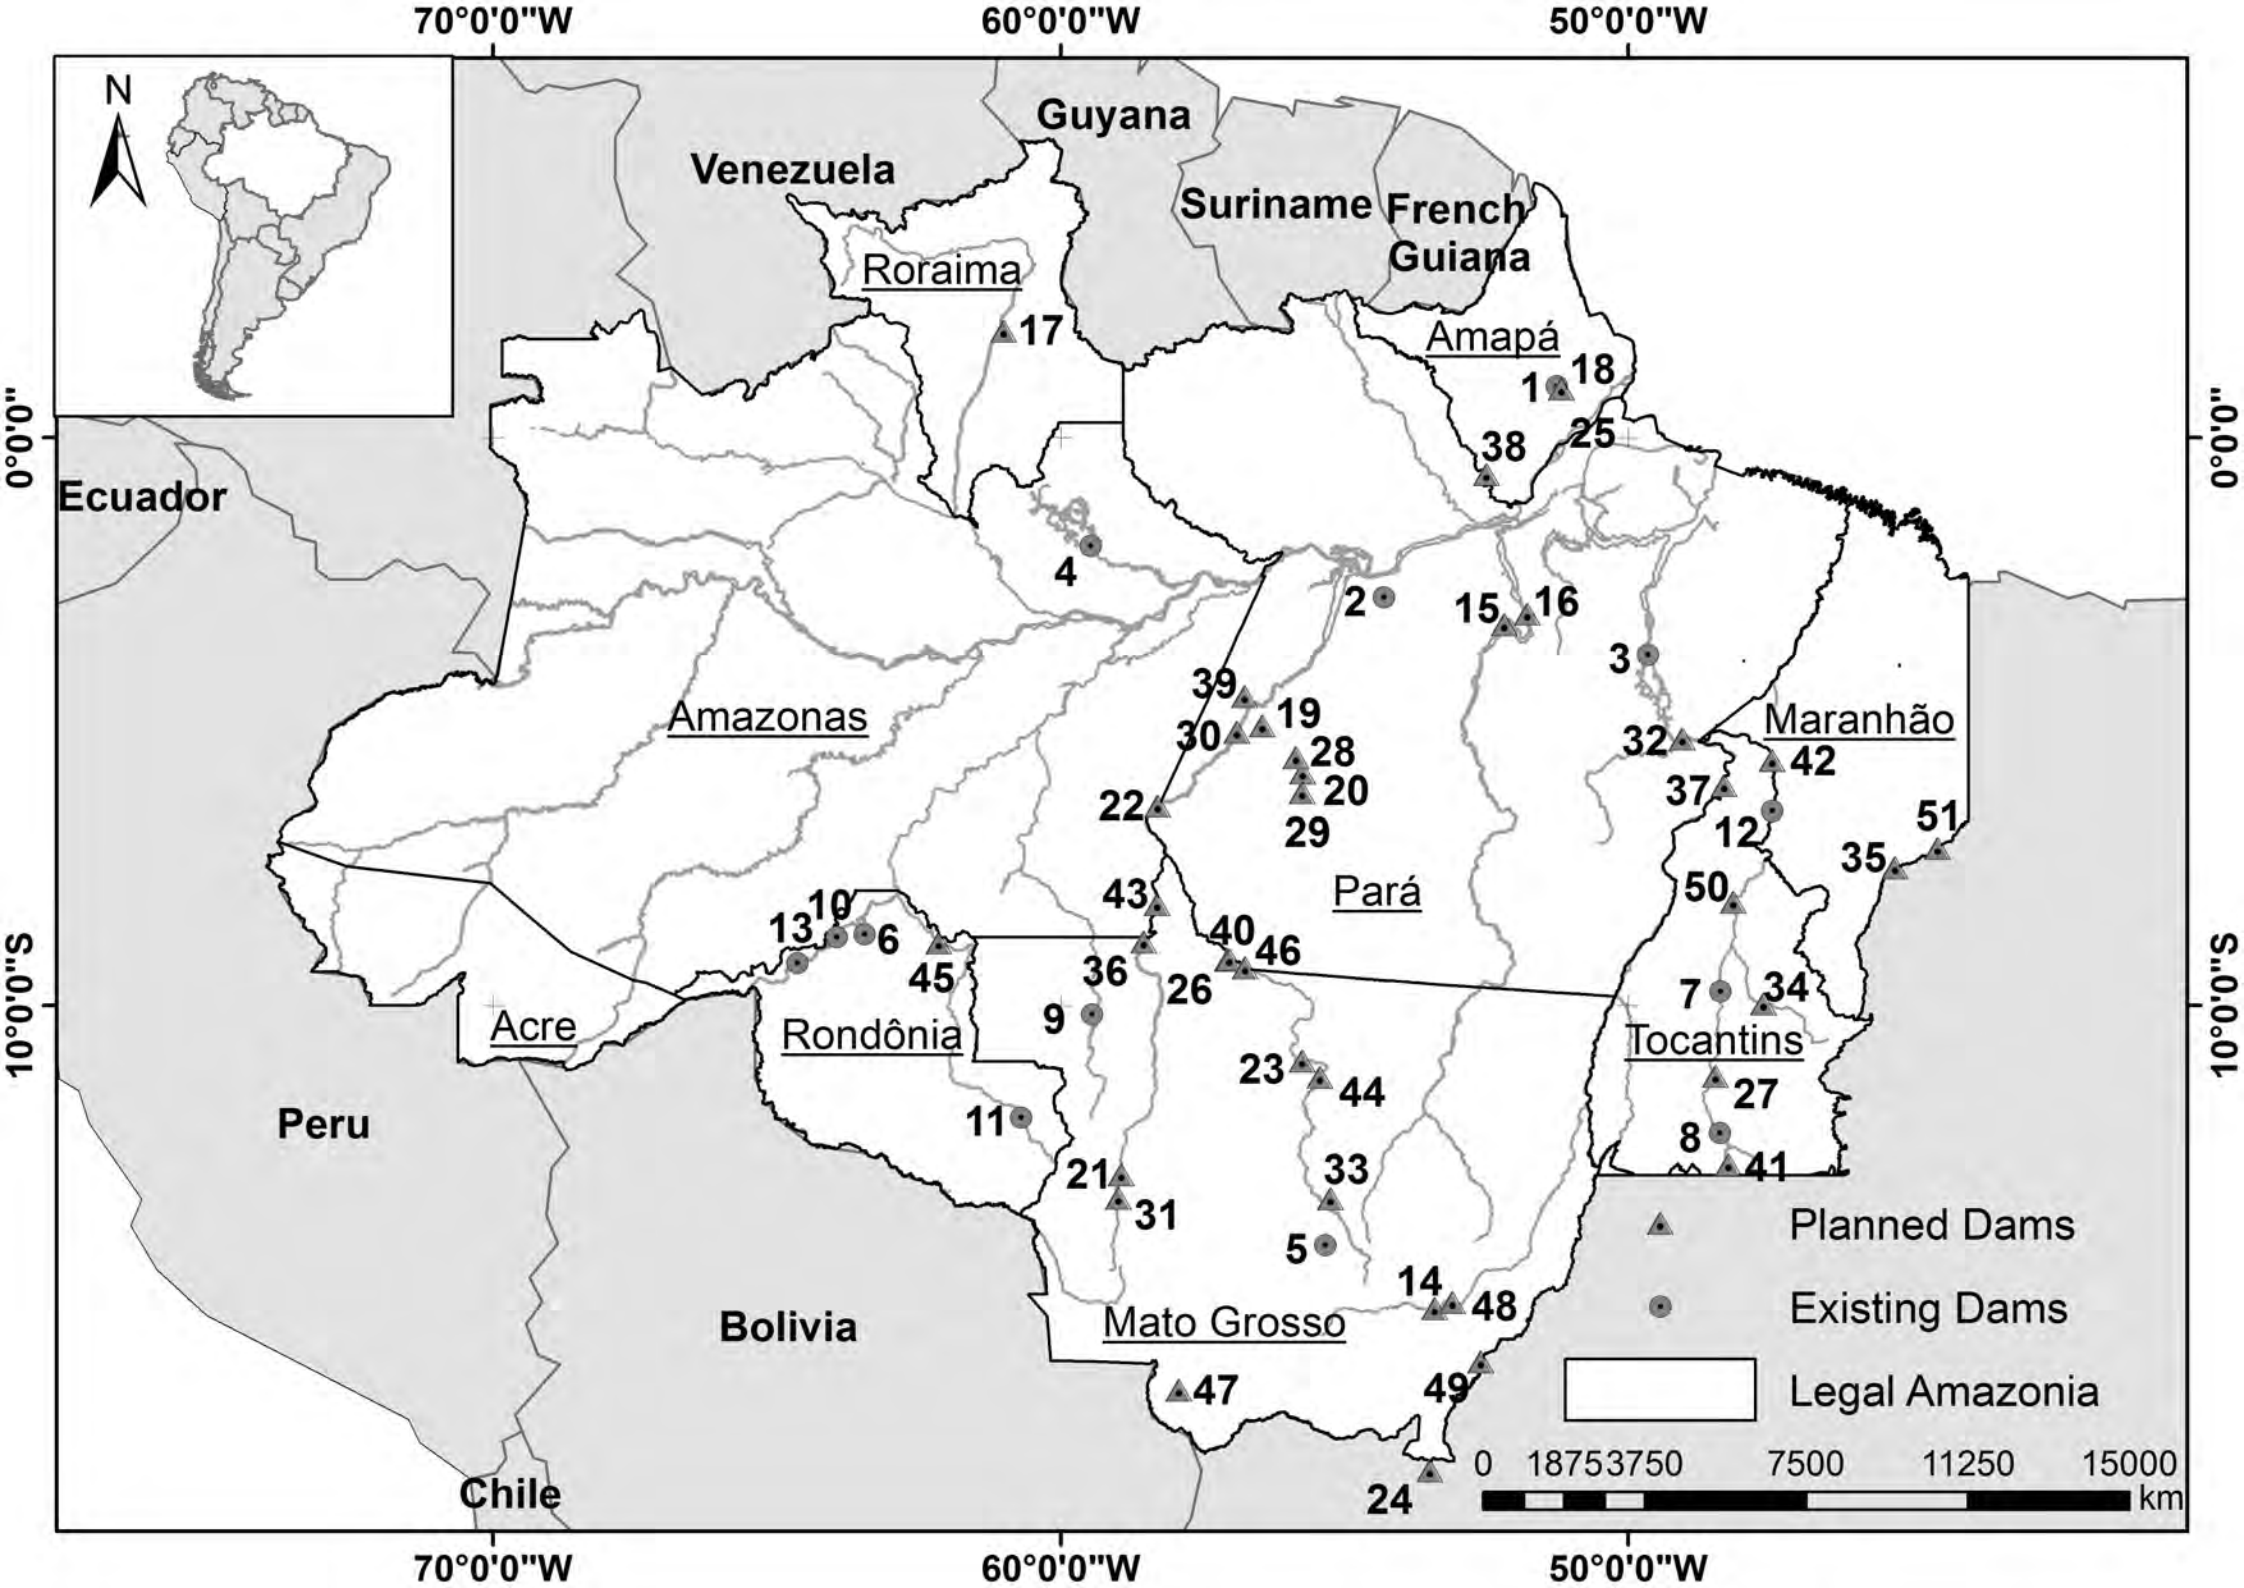 70°0'0"W
60°0'0"W
50°0'0"W
N
Guyana
Venezuela
Suriname
French
Guiana
Roraima
17
Amapá
18
1
0°0'0"
25
0°0'0"
38
Ecuador
4
2
15
16
3
39
19
Amazonas
Maranhão
30
32
28
42
37
20
22
51
12
29
35
50
Pará
43
10
13
6
40
46
45
36
26
7
34
10°0'0"S
10°0'0"S
9
Acre
Rondônia
Tocantins
23
44
27
Peru
11
8
41
21
33
31
Planned Dams
5
14
48
Existing Dams
Bolivia
Mato Grosso
47
49
Legal Amazonia
0
1875
3750
7500
11250
15000
km
Chile
24
70°0'0"W
60°0'0"W
50°0'0"W